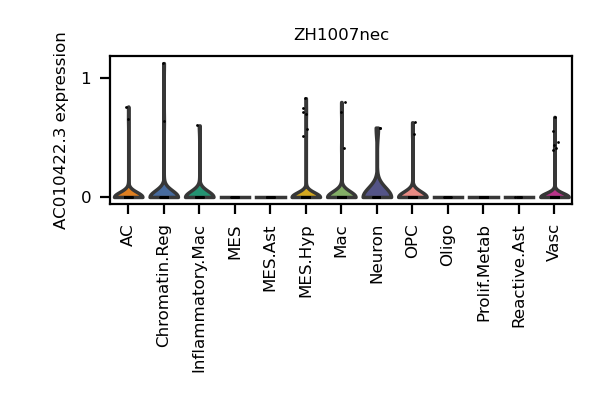 ZH1007nec
AC010422.3 expression
1
0
AC
Chromatin.Reg
Inflammatory.Mac
MES
MES.Ast
MES.Hyp
Mac
Neuron
OPC
Oligo
Prolif.Metab
Reactive.Ast
Vasc